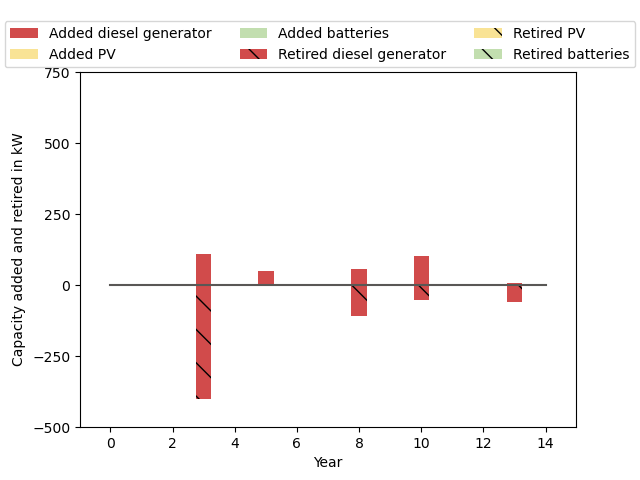 Added diesel generator Added batteries Retired PV
Added PV Retired diesel generator Retired batteries
750
500
250
0
−250
−500
Capacity added and retired in kW
0 2 4 6 8 10 12 14
Year